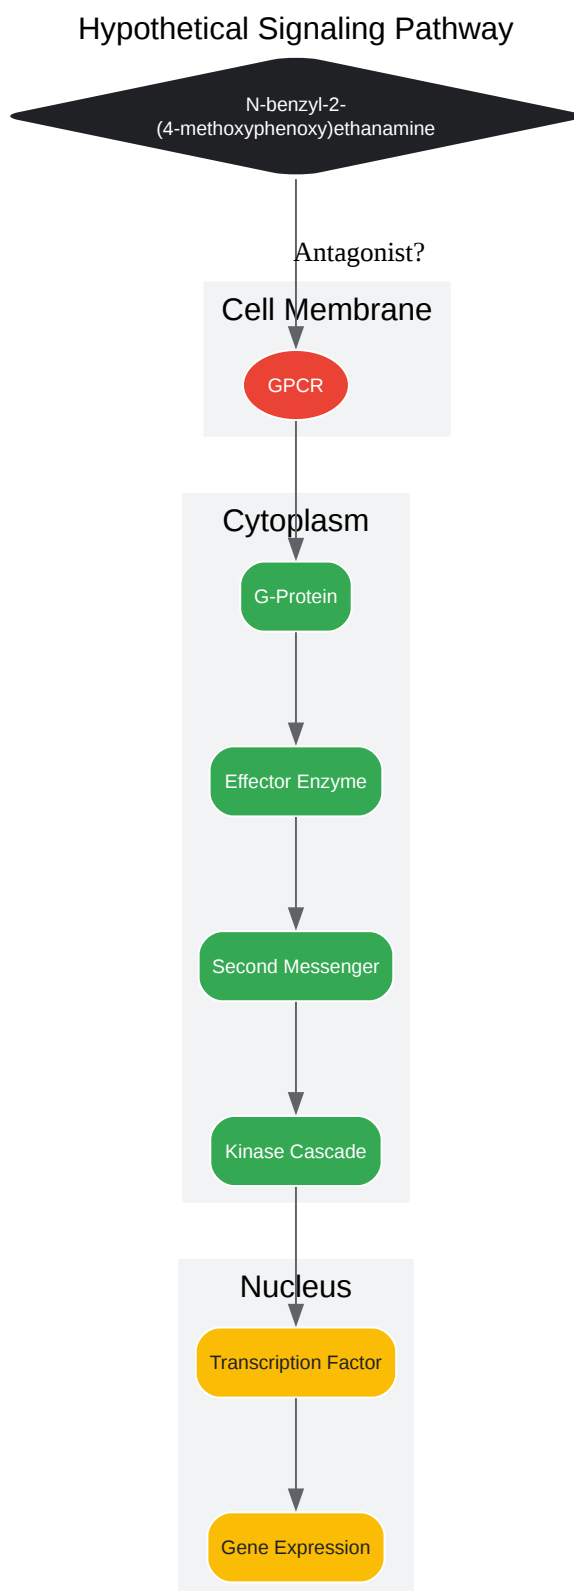 Hypothetical Signaling Pathway
N-benzyl-2-
(4-methoxyphenoxy)ethanamine
Antagonist?
Cell Membrane
GPCR
Cytoplasm
G-Protein
Effector Enzyme
Second Messenger
Kinase Cascade
Nucleus
Transcription Factor
Gene Expression